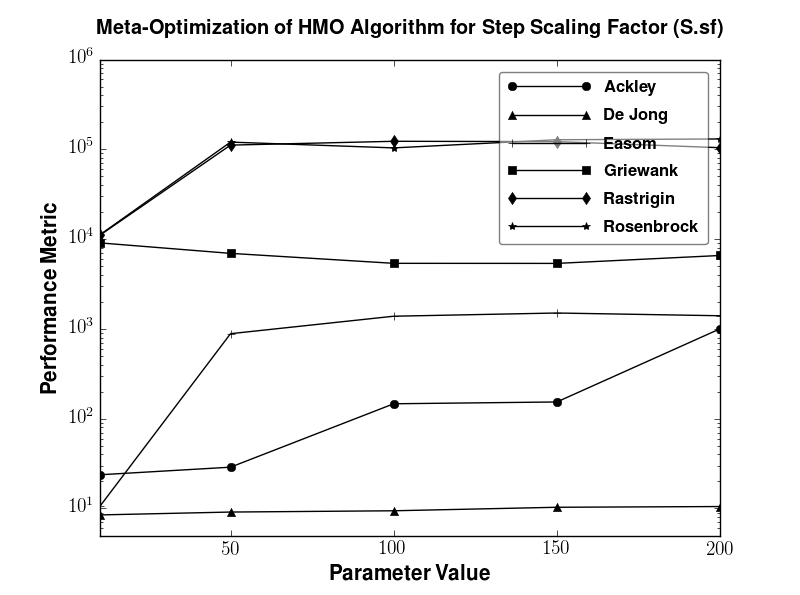 Meta-Optimization of HMO Algorithm for Step Scaling Factor (S.sf)
10^6
10^5
10^4
10^3
10^2
10^1
Performance Metric
Ackley
De Jong
Easom
Griewank
Rastrigin
Rosenbrock
50 100 150 200
Parameter Value